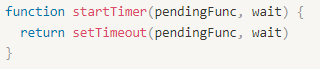 function startTimer(pendingFunc, wait) {
  return setTimeout(pendingFunc, wait)
}